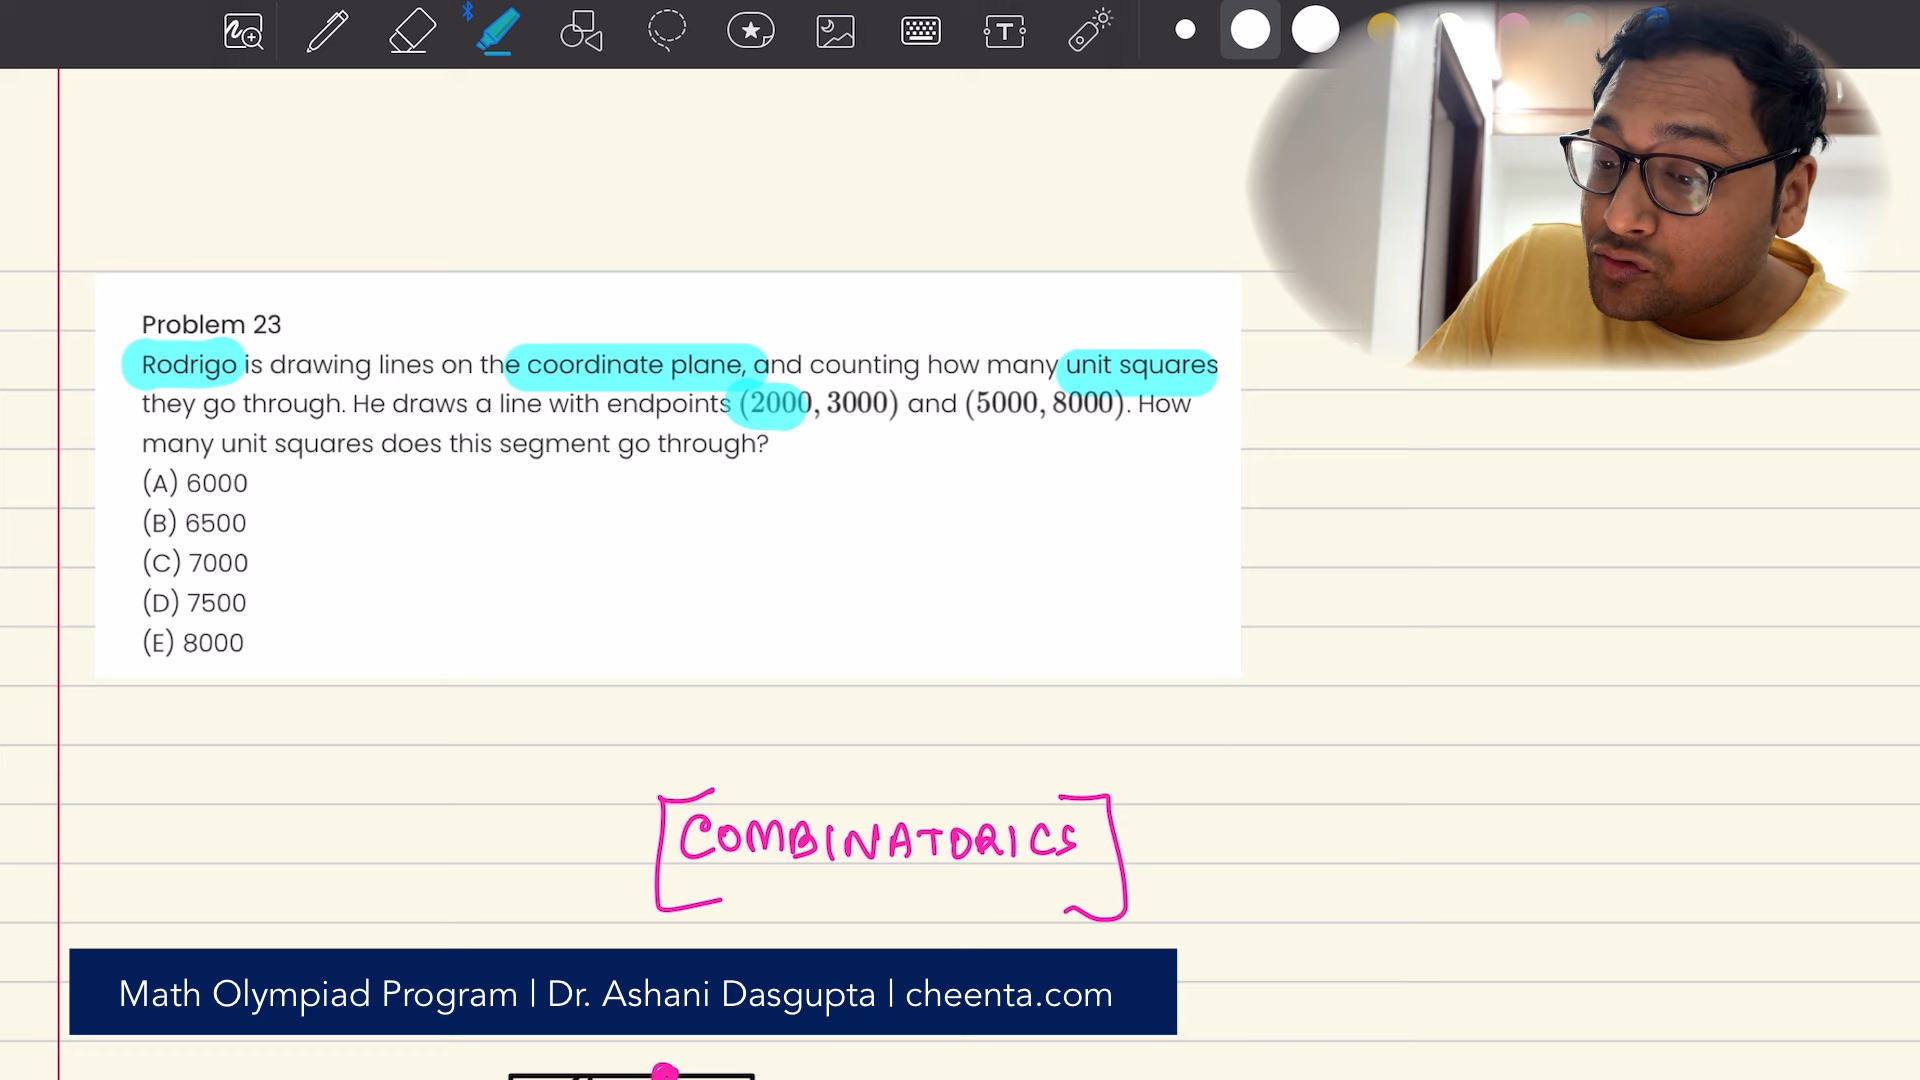 T
Problem 23
Rodrigo is drawing lines on the coordinate plane, and counting how many unit squares
they go through. He draws a line with endpoints (2000, 3000) and (5000, 8000). How
many unit squares does this segment go through?
(A) 6000
(B) 6500
(C) 7000
(D) 7500
(E) 8000
[COMBINATORICS]
Math Olympiad Program | Dr. Ashani Dasgupta | cheenta.com